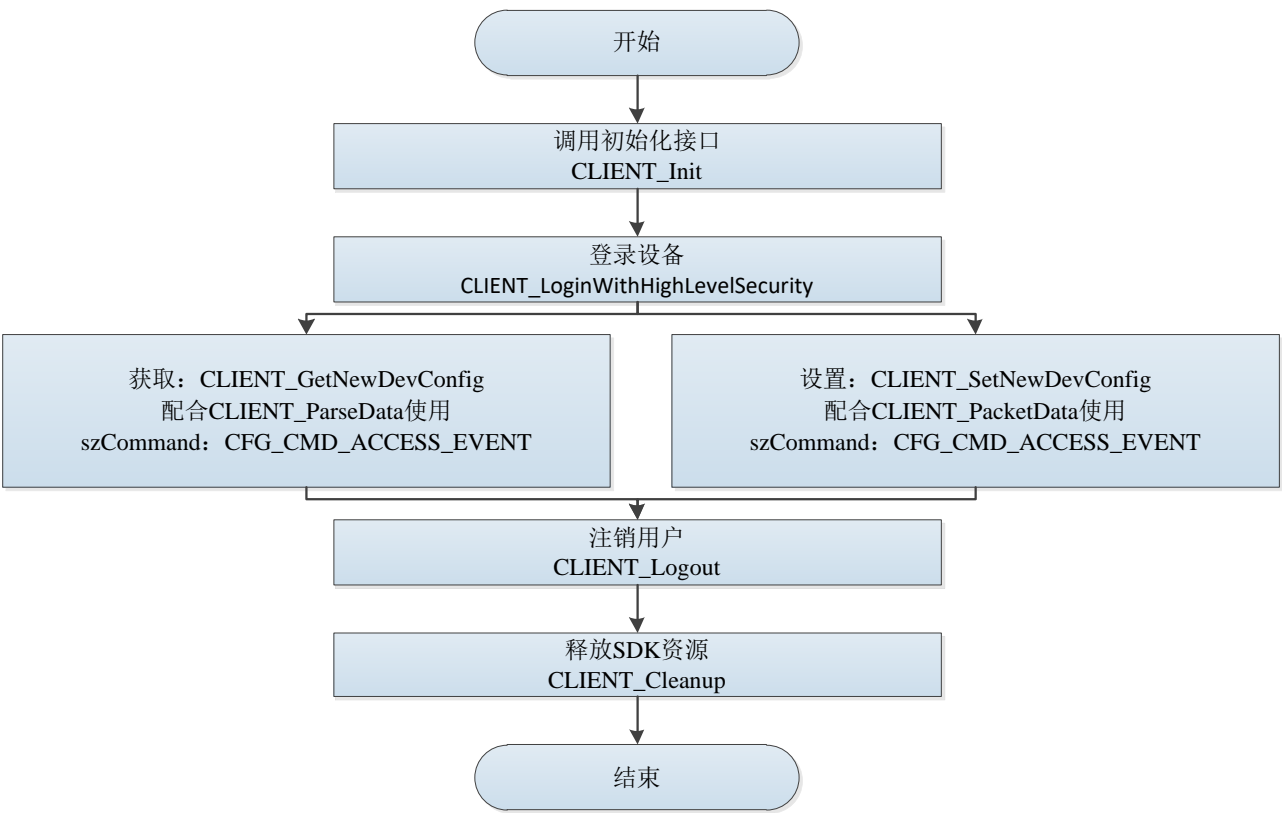 开始
调用初始化接口
CLIENT_Init
登录设备
CLIENT_LoginWithHighLevelSecurity
获取：CLIENT_GetNewDevConfig
配合CLIENT_ParseData使用
szCommand：CFG_CMD_ACCESS_EVENT
设置：CLIENT_SetNewDevConfig
配合CLIENT_PacketData使用
szCommand：CFG_CMD_ACCESS_EVENT
注销用户
CLIENT_Logout
释放SDK资源
CLIENT_Cleanup
结束